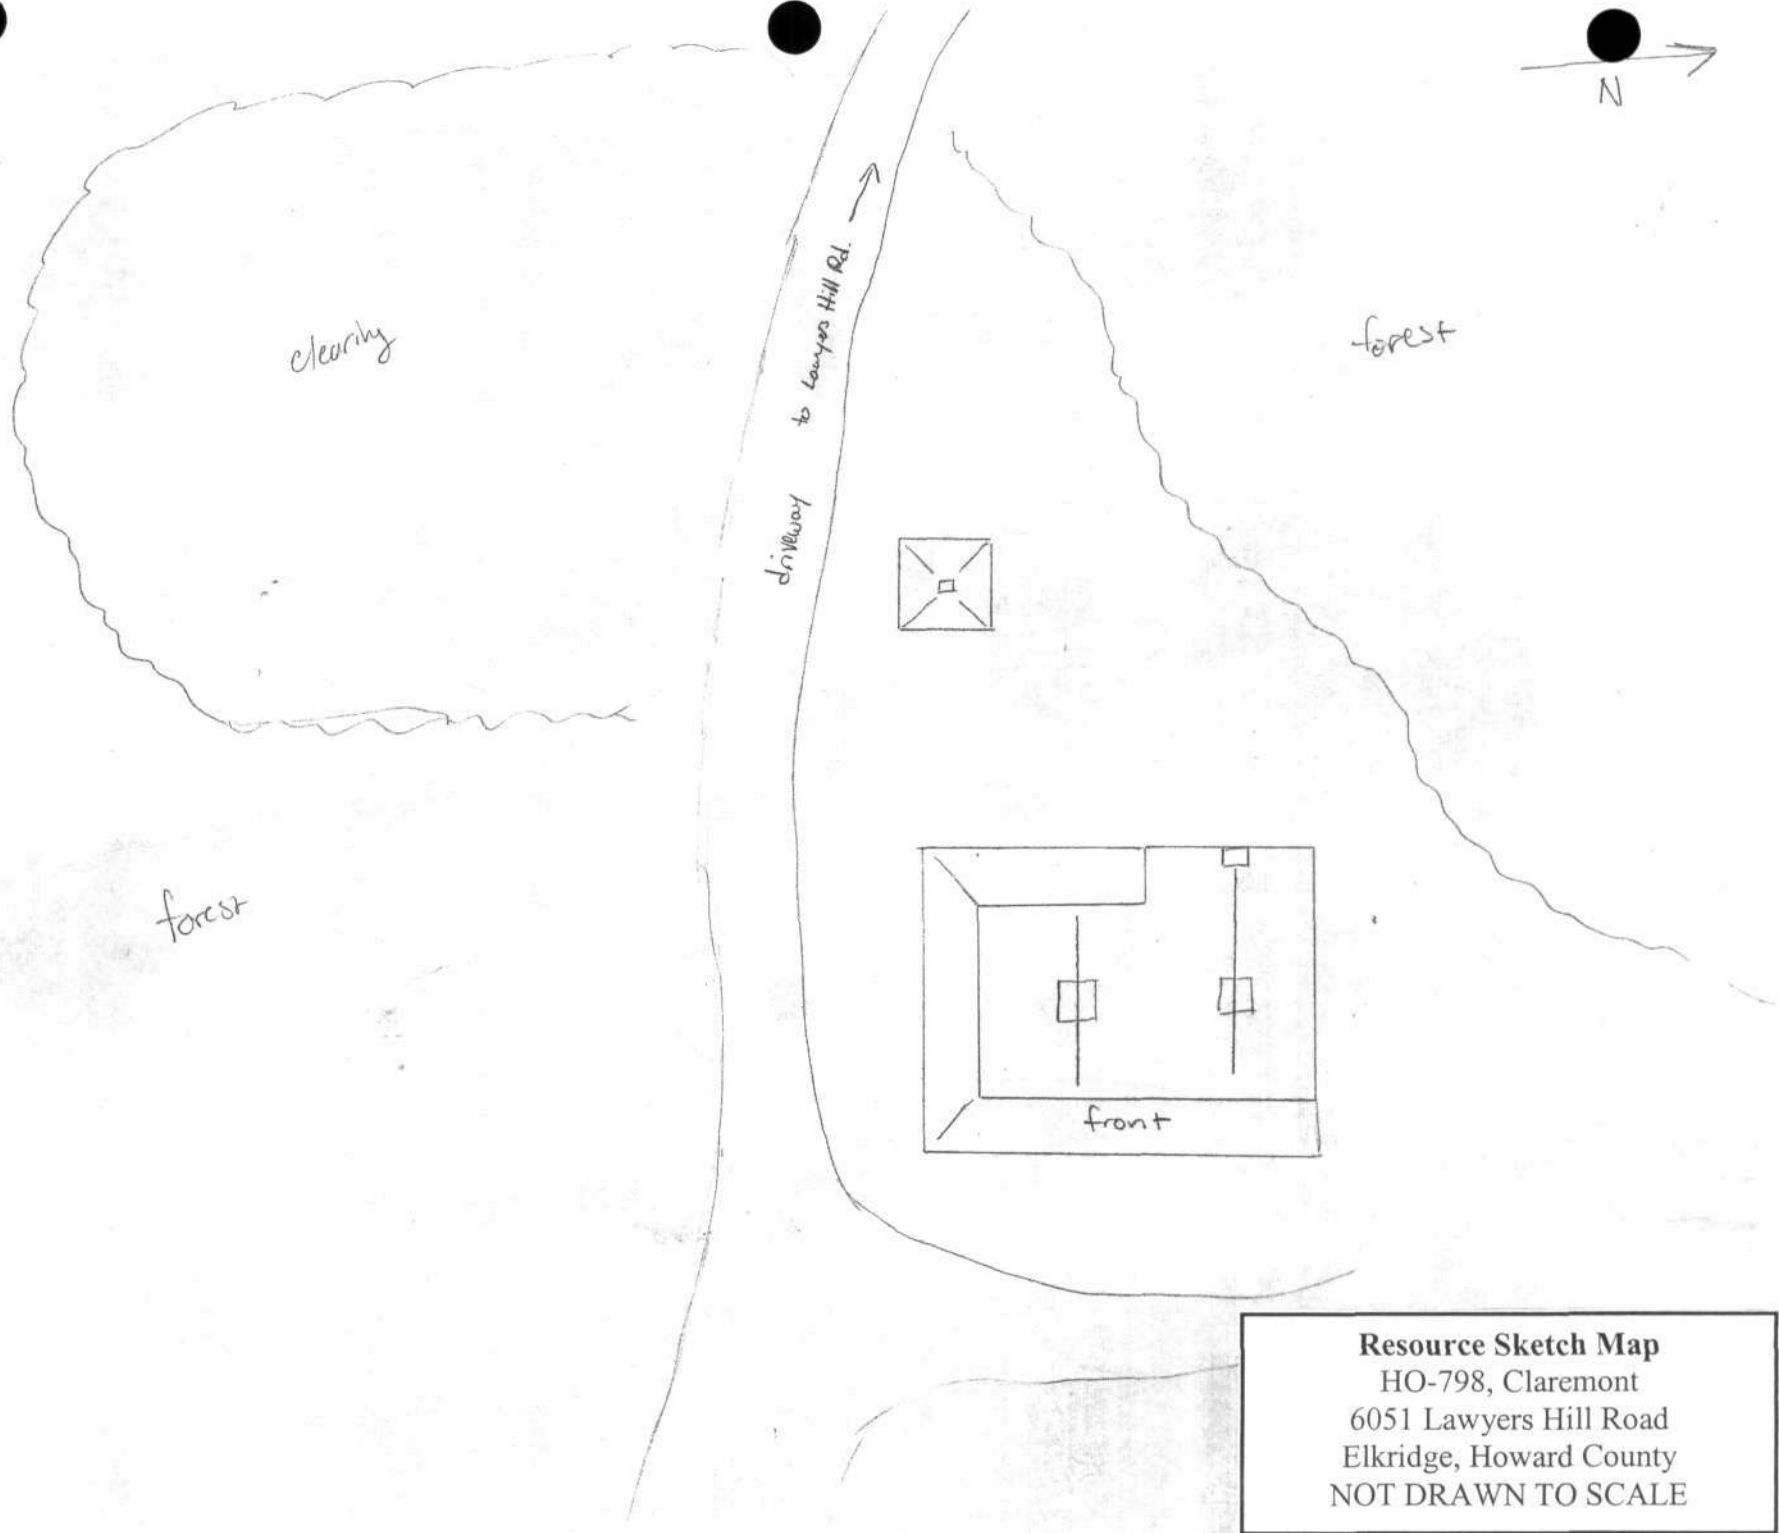 N
to Lawyers Hill Rd.
clearing
forest
driveway
forest
front
Resource Sketch Map
HO-798, Claremont
6051 Lawyers Hill Road
Elkridge, Howard County
NOT DRAWN TO SCALE